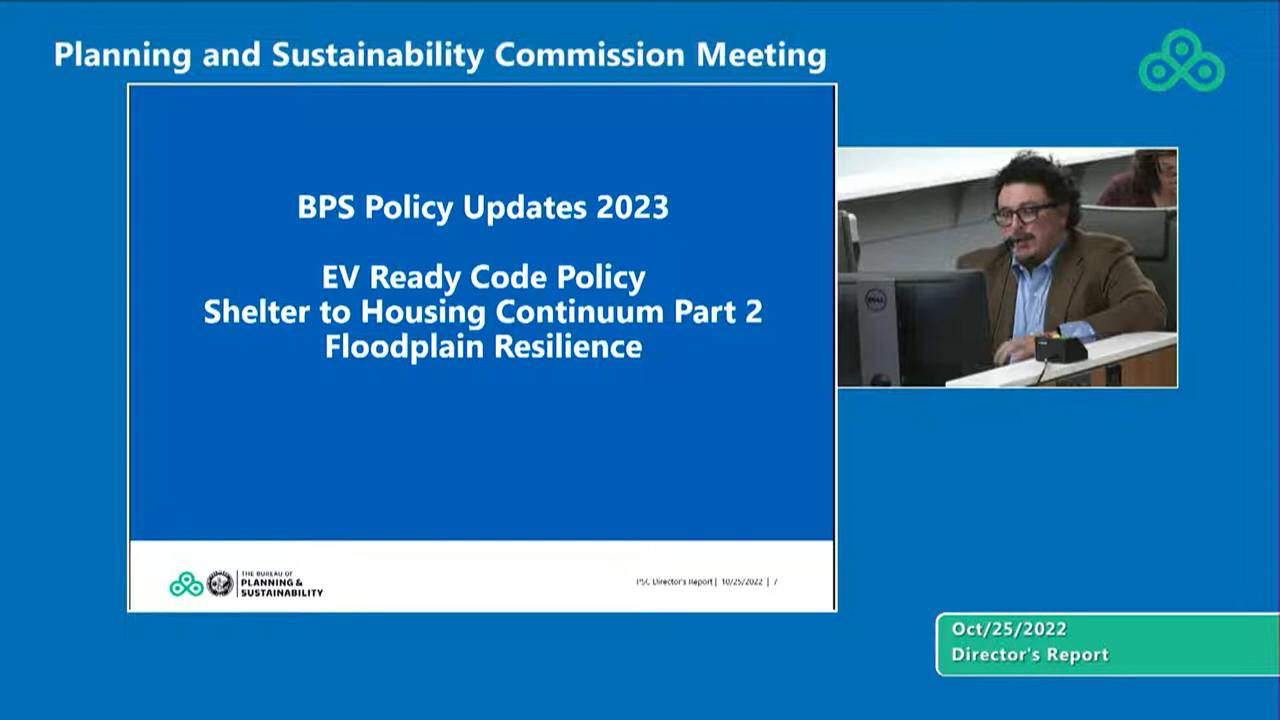 Planning and Sustainability Commission Meeting
BPS Policy Updates 2023
EV Ready Code Policy
Shelter to Housing Continuum Part 2
Floodplain Resilience
DELL
THE BUREAU OF
PLANNING &
SUSTAINABILITY
PSC Director's Report | 10/25/2022 | 7
Oct/25/2022
Director's Report